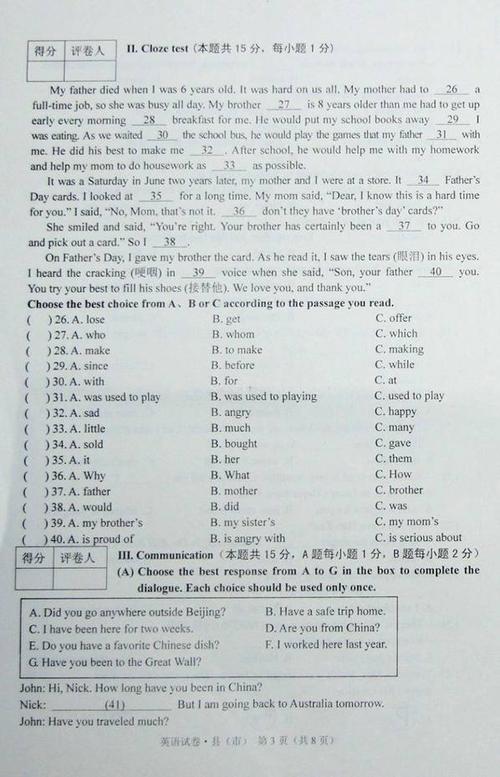 得分 评卷人 II. Cloze test (本题共 15 分，每小题 1 分)
My father died when I was 6 years old. It was hard on us all. My mother had to 26 a
full-time job, so she was busy all day. My brother 27 is 8 years older than me had to get up
early every morning 28 breakfast for me. He would put my school books away 29 I
was eating. As we waited 30 the school bus, he would play the games that my father 31 with
me. He did his best to make me 32 . After school, he would help me with my homework
and help my mom to do housework as 33 as possible.
It was a Saturday in June two years later, my mother and I were at a store. It 34 Father's
Day cards. I looked at 35 for a long time. My mom said, "Dear, I know this is a hard time
for you." I said, "No, Mom, that's not it. 36 don't they have 'brother's day' cards?"
She smiled and said, "You're right. Your brother has certainly been a 37 to you. Go
and pick out a card." So I 38 .
On Father's Day, I gave my brother the card. As he read it, I saw the tears (眼泪) in his eyes.
I heard the cracking (哽咽) in 39 voice when she said, "Son, your father 40 you.
You try your best to fill his shoes (接替他). We love you, and thank you."
Choose the best choice from A、B or C according to the passage you read.
( ) 26. A. lose B. get C. offer
( ) 27. A. who B. whom C. which
( ) 28. A. make B. to make C. making
( ) 29. A. since B. before C. while
( ) 30. A. with B. for C. at
( ) 31. A. was used to play B. was used to playing C. used to play
( ) 32. A. sad B. angry C. happy
( ) 33. A. little B. much C. many
( ) 34. A. sold B. bought C. gave
( ) 35. A. it B. her C. them
( ) 36. A. Why B. What C. How
( ) 37. A. father B. mother C. brother
( ) 38. A. would B. did C. was
( ) 39. A. my brother's B. my sister's C. my mom's
( ) 40. A. is proud of B. is angry with C. is serious about
得分 评卷人 III. Communication (本题共 15 分，A 题每小题 1 分，B 题每小题 2 分)
(A) Choose the best response from A to G in the box to complete the
dialogue. Each choice should be used only once.
A. Did you go anywhere outside Beijing? B. Have a safe trip home.
C. I have been here for two weeks. D. Are you from China?
E. Do you have a favorite Chinese dish? F. I worked here last year.
G. Have you been to the Great Wall?
John: Hi, Nick. How long have you been in China?
Nick: (41) But I am going back to Australia tomorrow.
John: Have you traveled much?
英语试卷·县（市） 第 3 页（共 8 页）